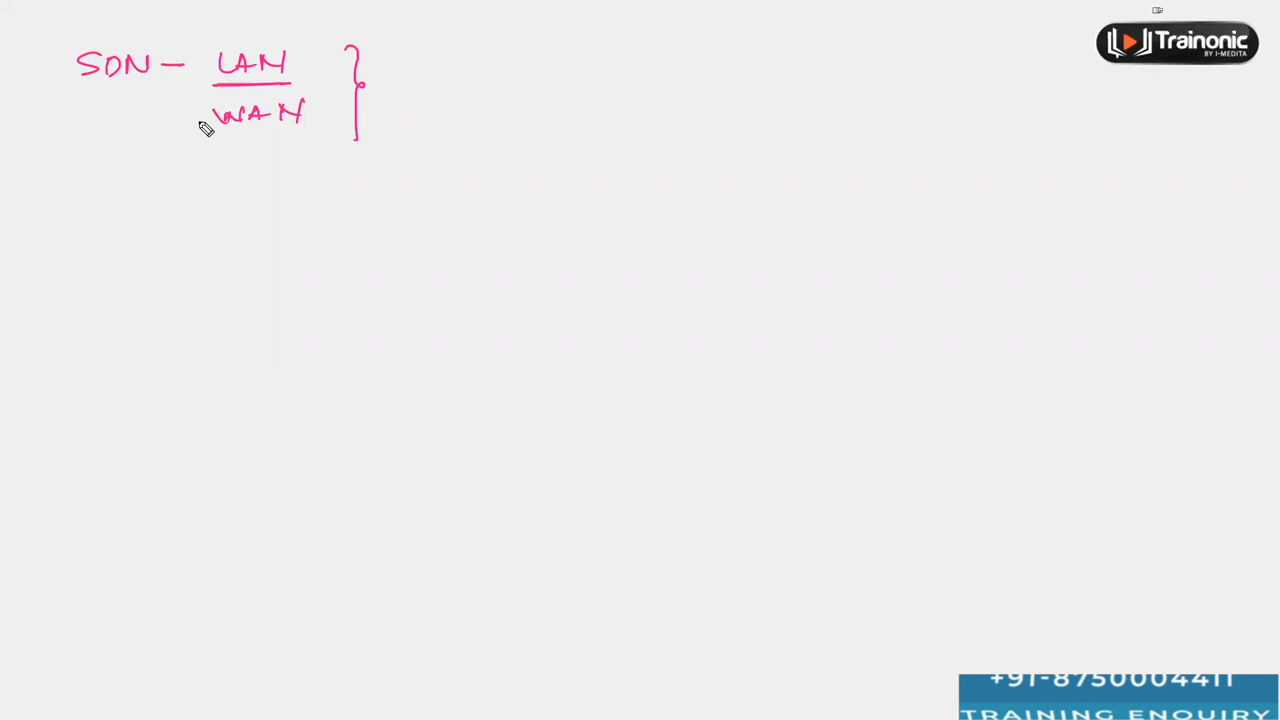 SDN - LAN
WAN
Trainonic
BY I-MEDITA
+91-8750004411
TRAINING ENQUIRY